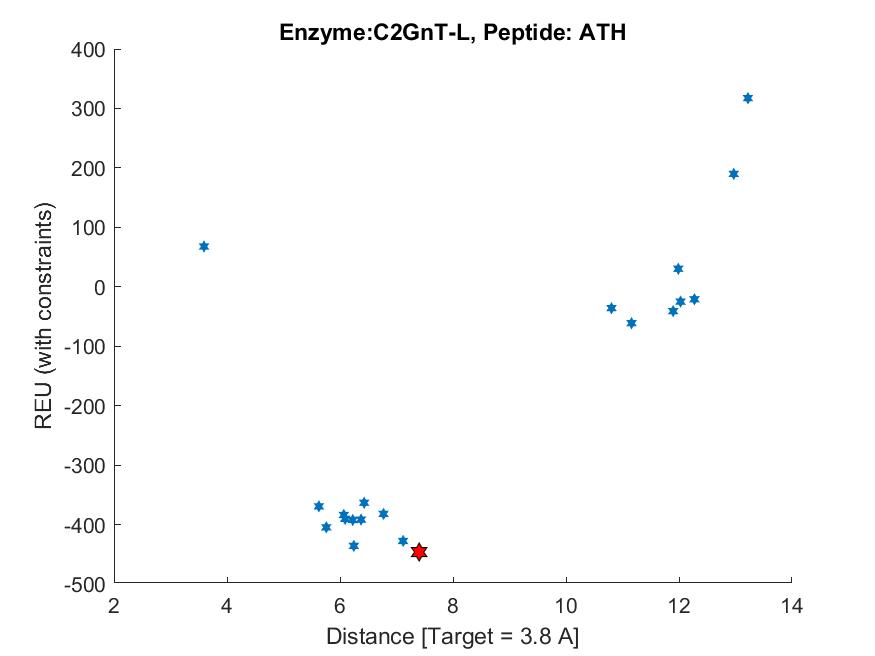 Enzyme:C2GnT-L, Peptide: ATH
400
300
200
100
0
-100
-200
-300
-400
-500
REU (with constraints)
2 4 6 8 10 12 14
Distance [Target = 3.8 A]